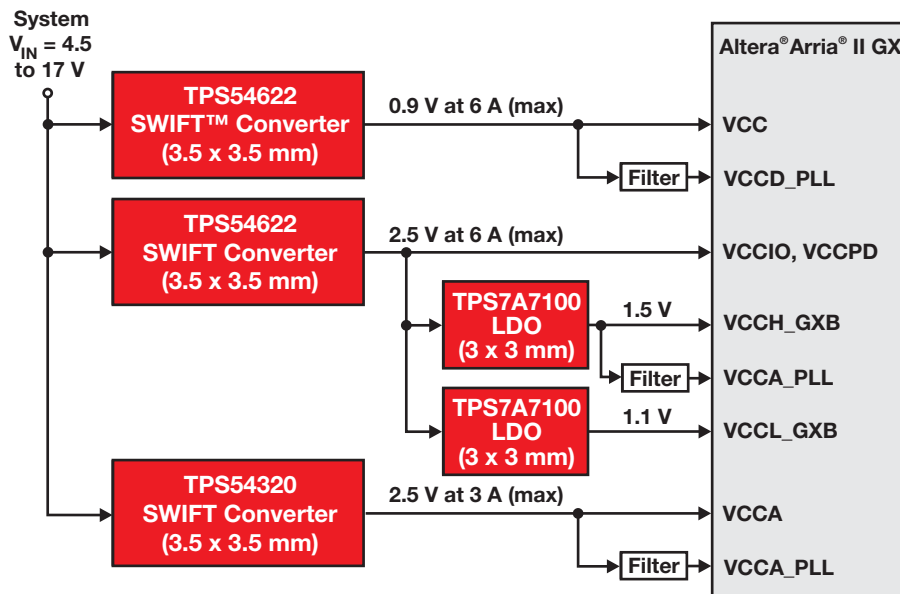 System
VIN = 4.5
to 17 V
Altera® Arria® II GX
TPS54622
SWIFT™ Converter
(3.5 x 3.5 mm)
0.9 V at 6 A (max)
VCC
Filter
VCCD_PLL
TPS54622
SWIFT Converter
(3.5 x 3.5 mm)
2.5 V at 6 A (max)
VCCIO, VCCPD
TPS7A7100
LDO
(3 x 3 mm)
1.5 V
VCCH_GXB
Filter
VCCA_PLL
TPS7A7100
LDO
(3 x 3 mm)
1.1 V
VCCL_GXB
TPS54320
SWIFT Converter
(3.5 x 3.5 mm)
2.5 V at 3 A (max)
VCCA
Filter
VCCA_PLL